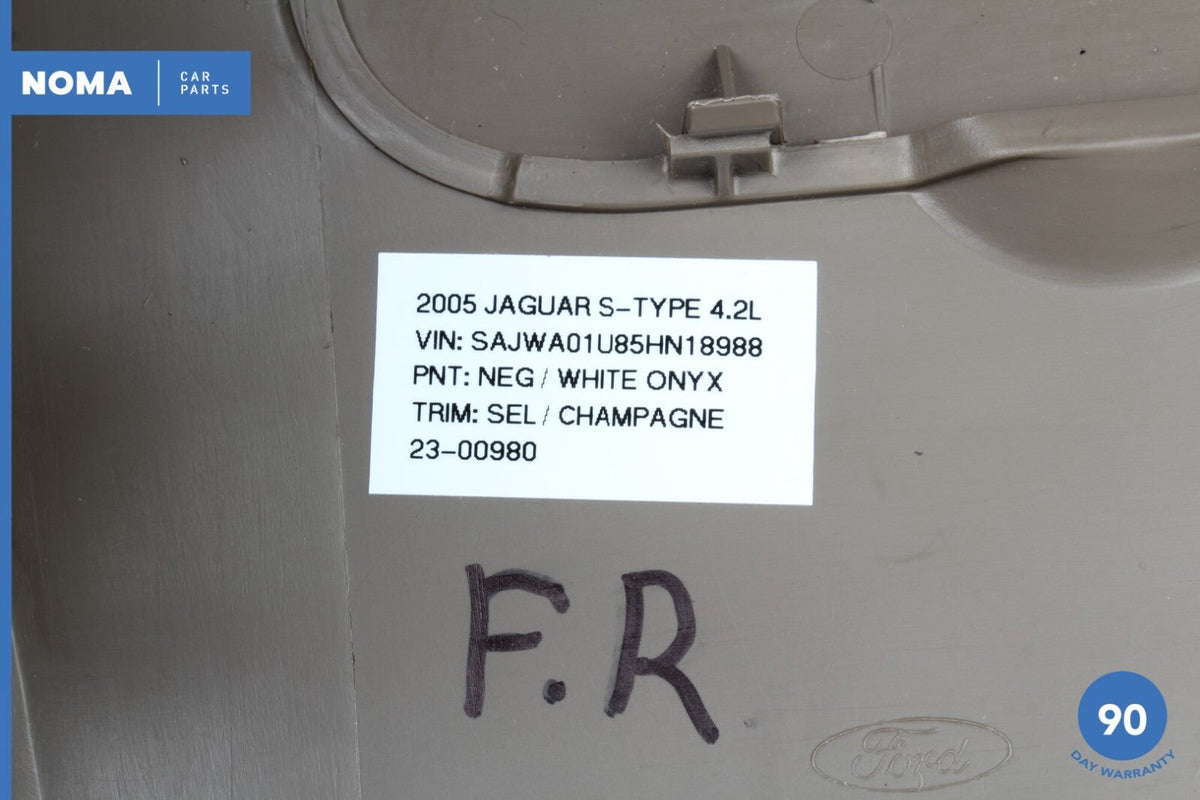 NOMA CAR PARTS
2005 JAGUAR S-TYPE 4.2L
VIN: SAJWA01U85HN18988
PNT: NEG / WHITE ONYX
TRIM: SEL / CHAMPAGNE
23-00980
F.R
Ford
90
DAY WARRANTY